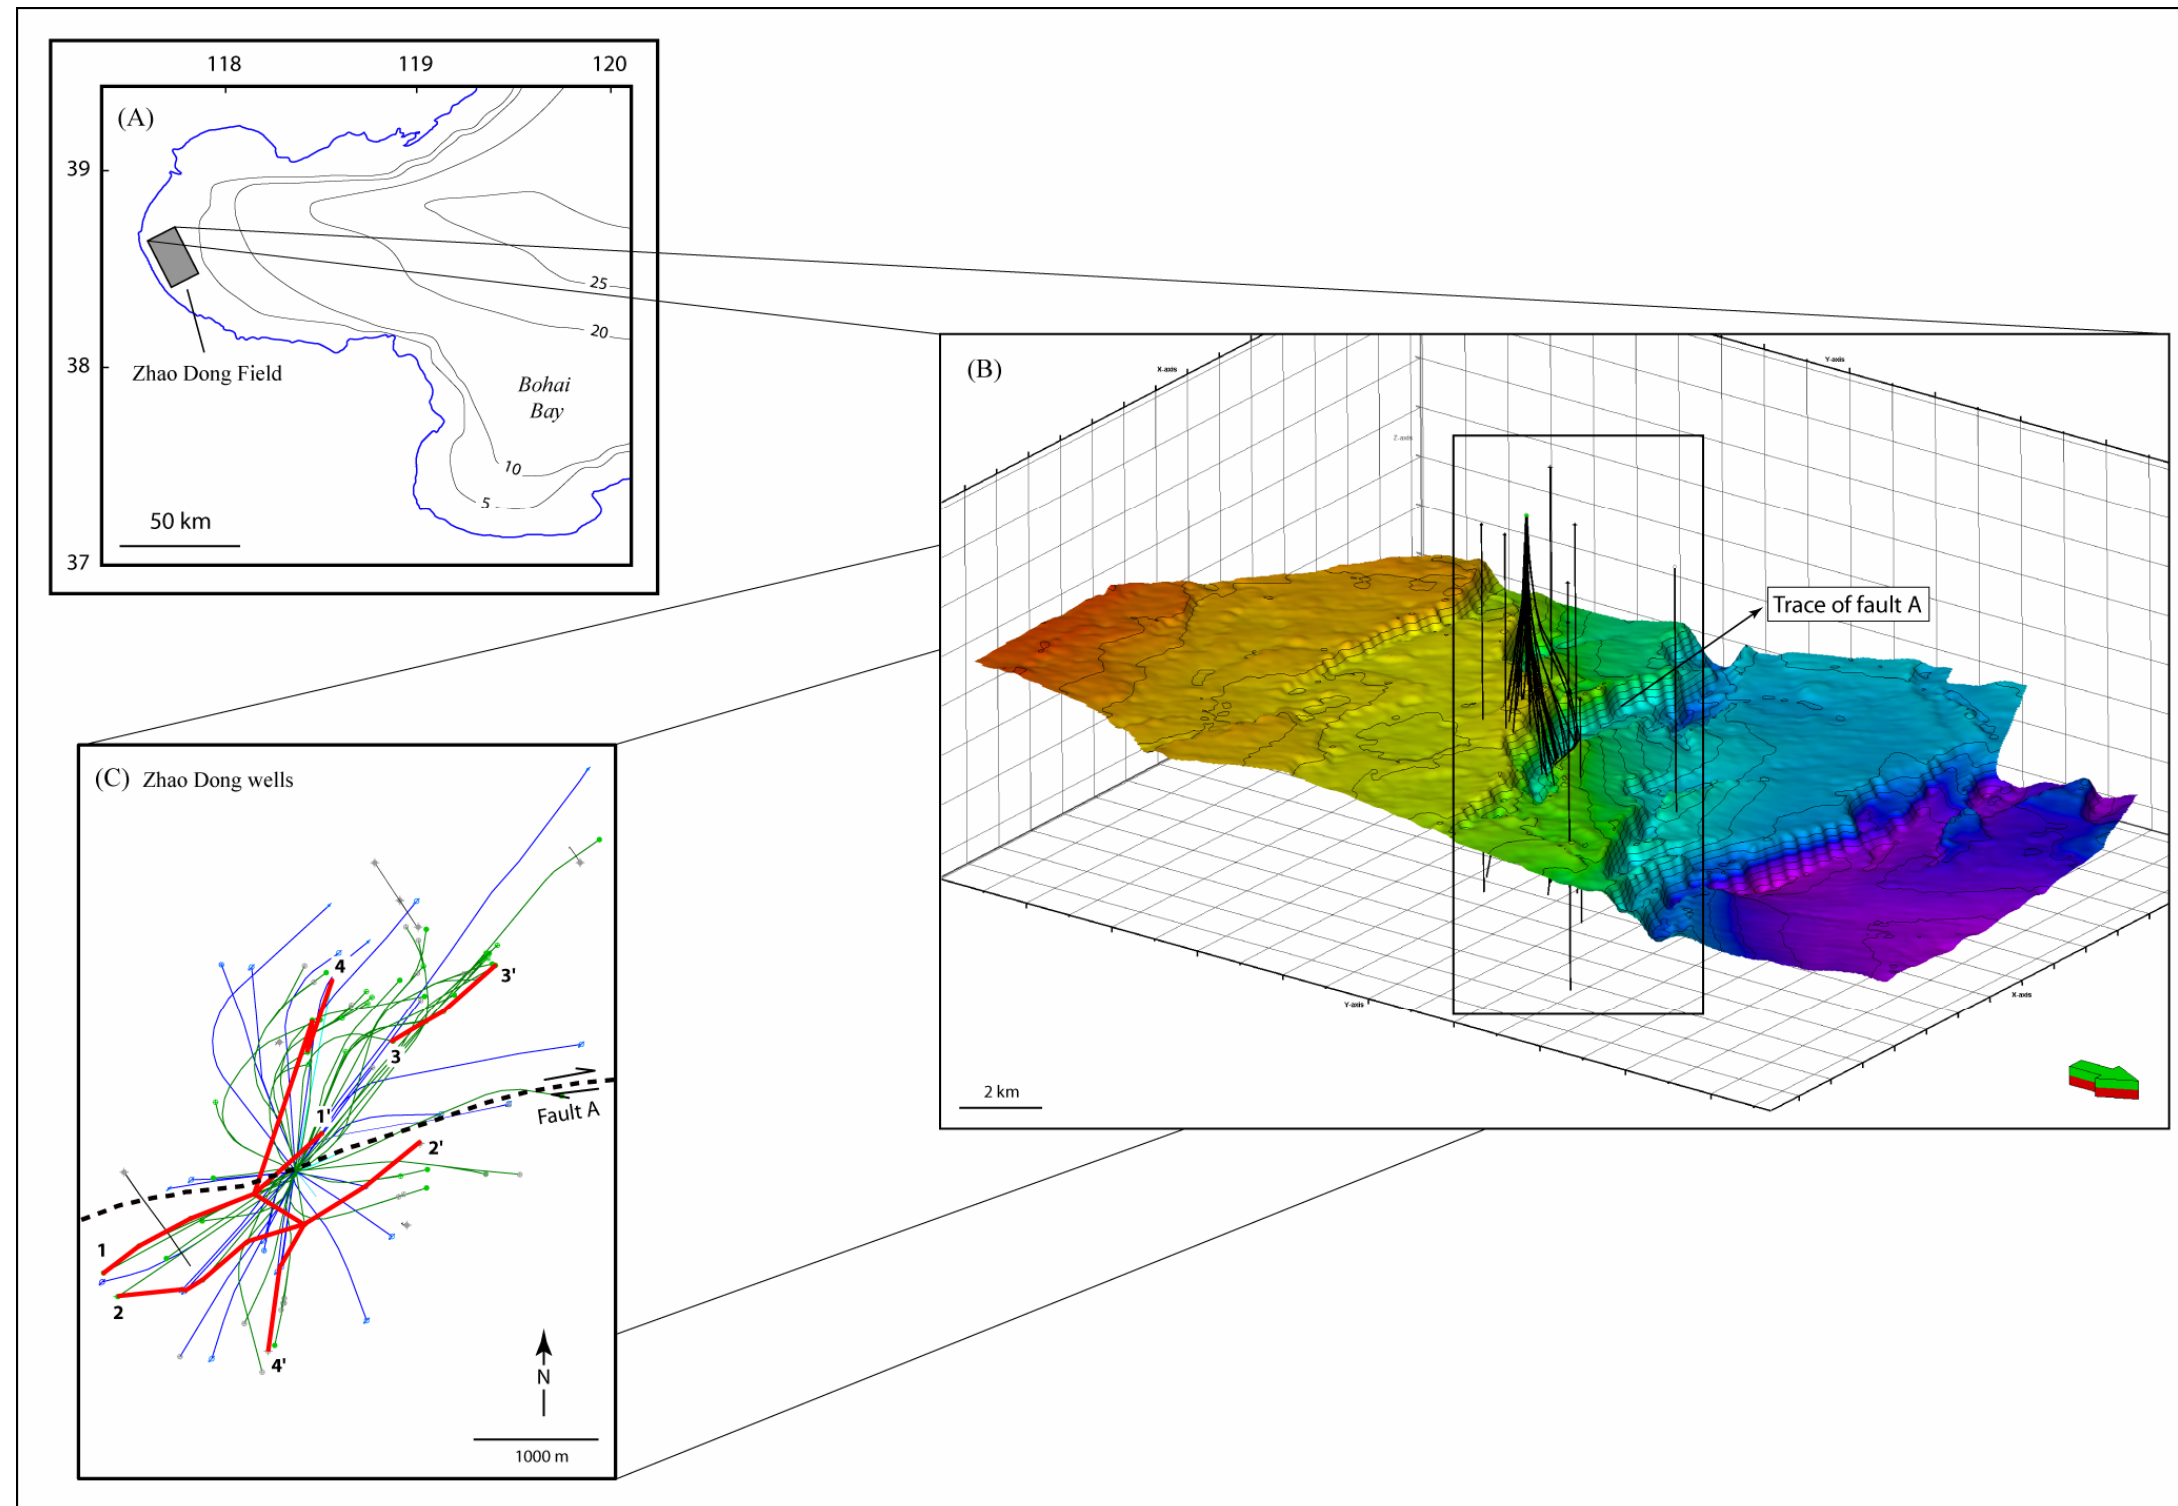 118
119
120
(A)
39
38
37
25
20
10
5
Zhao Dong Field
Bohai
Bay
50 km
(B)
X-axis
Y-axis
Z-axis
Trace of fault A
Y-axis
X-axis
2 km
(C) Zhao Dong wells
4
3'
3
1'
Fault A
2'
1
2
4'
N
1000 m